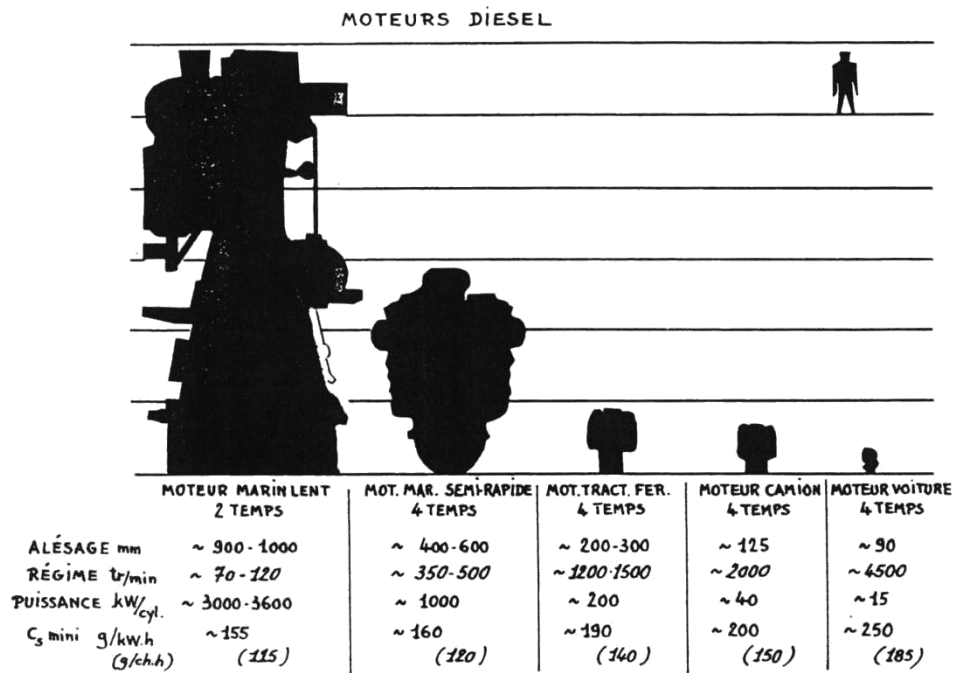 MOTEURS DIESEL
MOTEUR MARIN LENT MOT. MAR. SEMI-RAPIDE MOT. TRACT. FER. MOTEUR CAMION MOTEUR VOITURE
2 TEMPS 4 TEMPS 4 TEMPS 4 TEMPS 4 TEMPS
ALÉSAGE mm ~ 900-1000 ~ 400-600 ~ 200-300 ~ 125 ~ 90
RÉGIME tr/min ~ 70-120 ~ 350-500 ~ 1200-1500 ~ 2000 ~ 4500
PUISSANCE kW/cyl. ~ 3000-3600 ~ 1000 ~ 200 ~ 40 ~ 15
Cs mini g/kw.h ~ 155 ~ 160 ~ 190 ~ 200 ~ 250
(g/ch.h) (115) (120) (140) (150) (185)